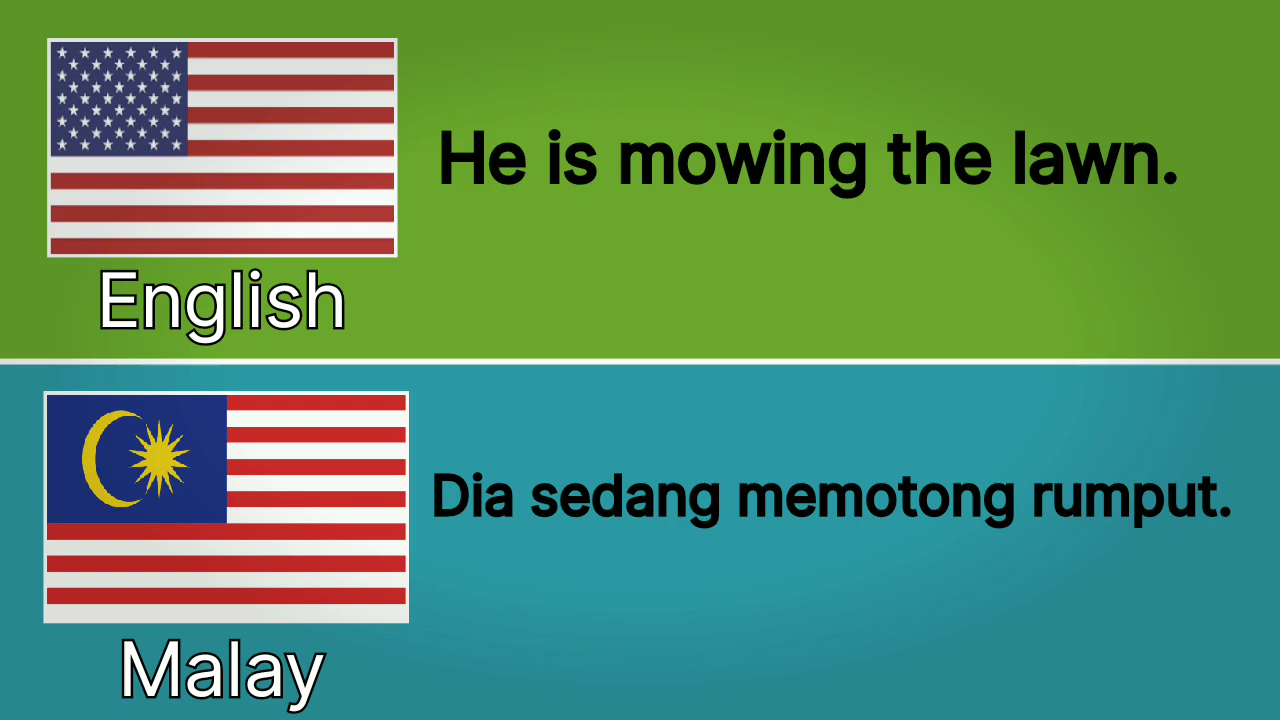 He is mowing the lawn.
English
Dia sedang memotong rumput.
Malay